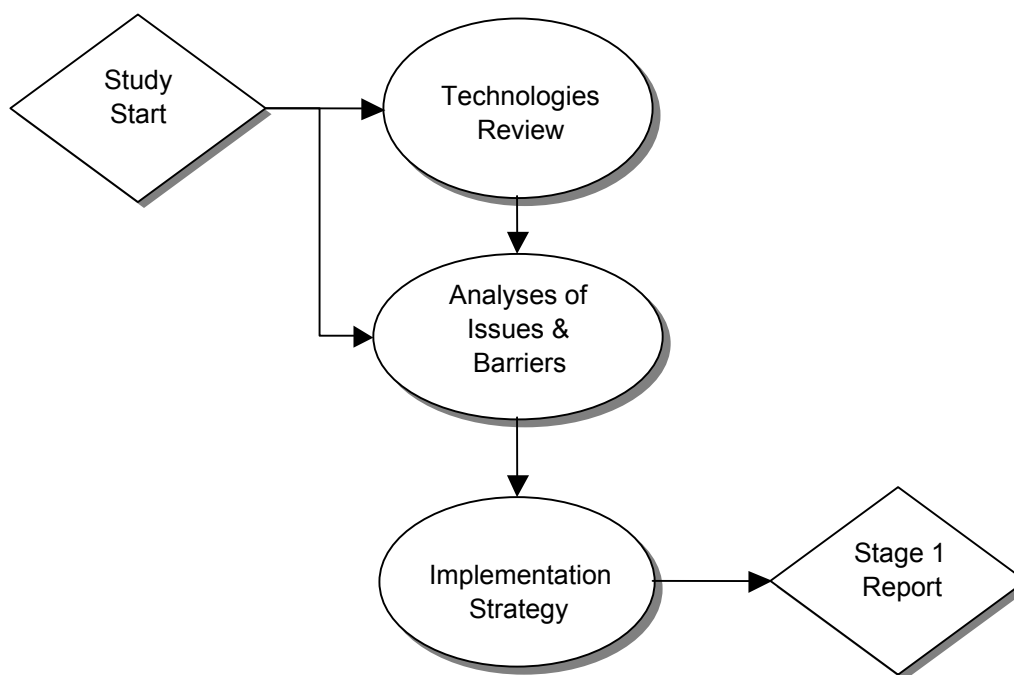 Study
Start
Technologies
Review
Analyses of
Issues &
Barriers
Implementation
Strategy
Stage 1
Report